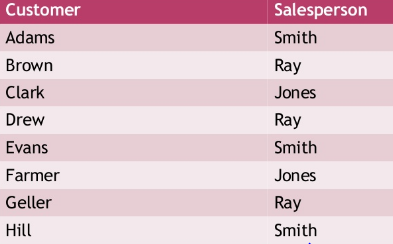 Customer Salesperson
Adams Smith
Brown Ray
Clark Jones
Drew Ray
Evans Smith
Farmer Jones
Geller Ray
Hill Smith